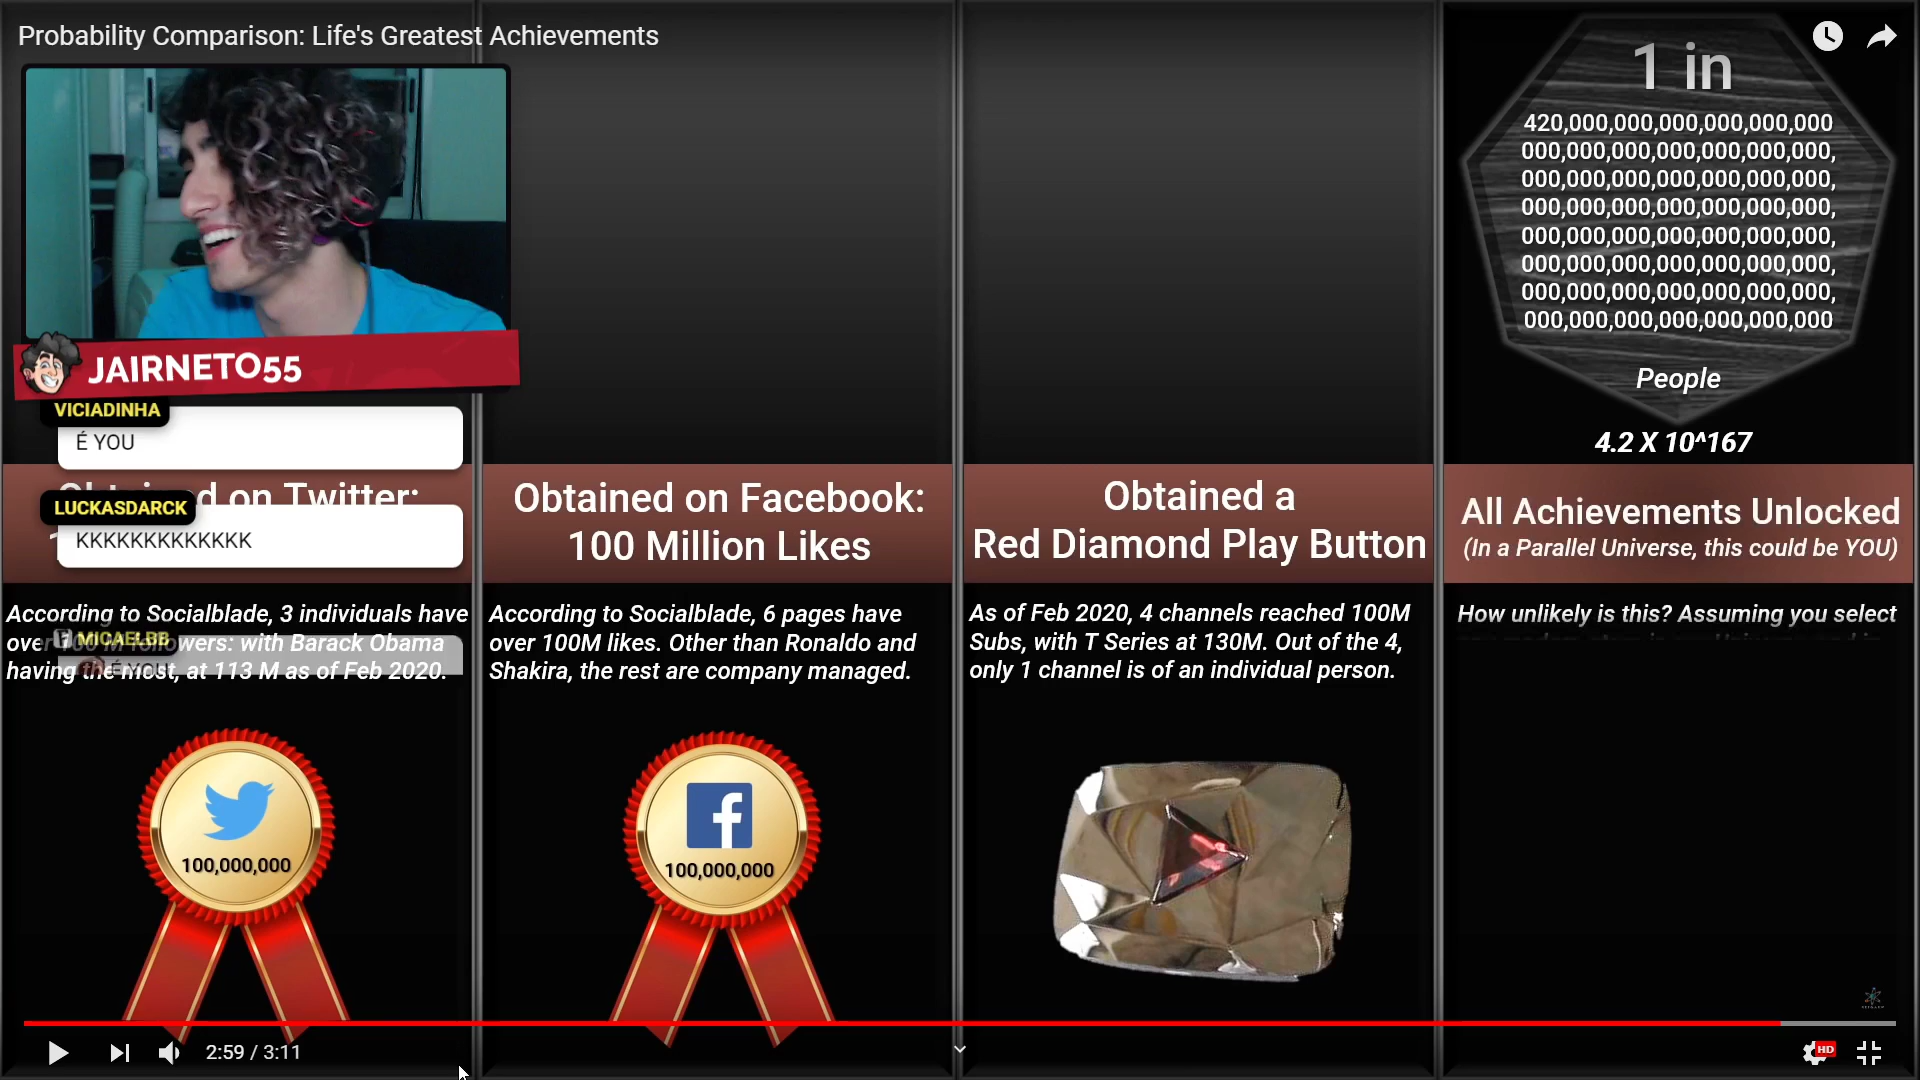 Probability Comparison: Life's Greatest Achievements
JAIRNETO55
VICIADINHA
É YOU
LUCKASDARCK
KKKKKKKKKKKKK
MICAELBB
É YOU
on Twitter:
According to Socialblade, 3 individuals have
over 100 M followers: with Barack Obama
having the most, at 113 M as of Feb 2020.
100,000,000
Obtained on Facebook:
100 Million Likes
According to Socialblade, 6 pages have
over 100M likes. Other than Ronaldo and
Shakira, the rest are company managed.
100,000,000
Obtained a
Red Diamond Play Button
As of Feb 2020, 4 channels reached 100M
Subs, with T Series at 130M. Out of the 4,
only 1 channel is of an individual person.
1 in
420,000,000,000,000,000,000
000,000,000,000,000,000,000,
000,000,000,000,000,000,000,
000,000,000,000,000,000,000,
000,000,000,000,000,000,000,
000,000,000,000,000,000,000,
000,000,000,000,000,000,000,
000,000,000,000,000,000,000
People
4.2 X 10^167
All Achievements Unlocked
(In a Parallel Universe, this could be YOU)
How unlikely is this? Assuming you select
2:59 / 3:11
HD